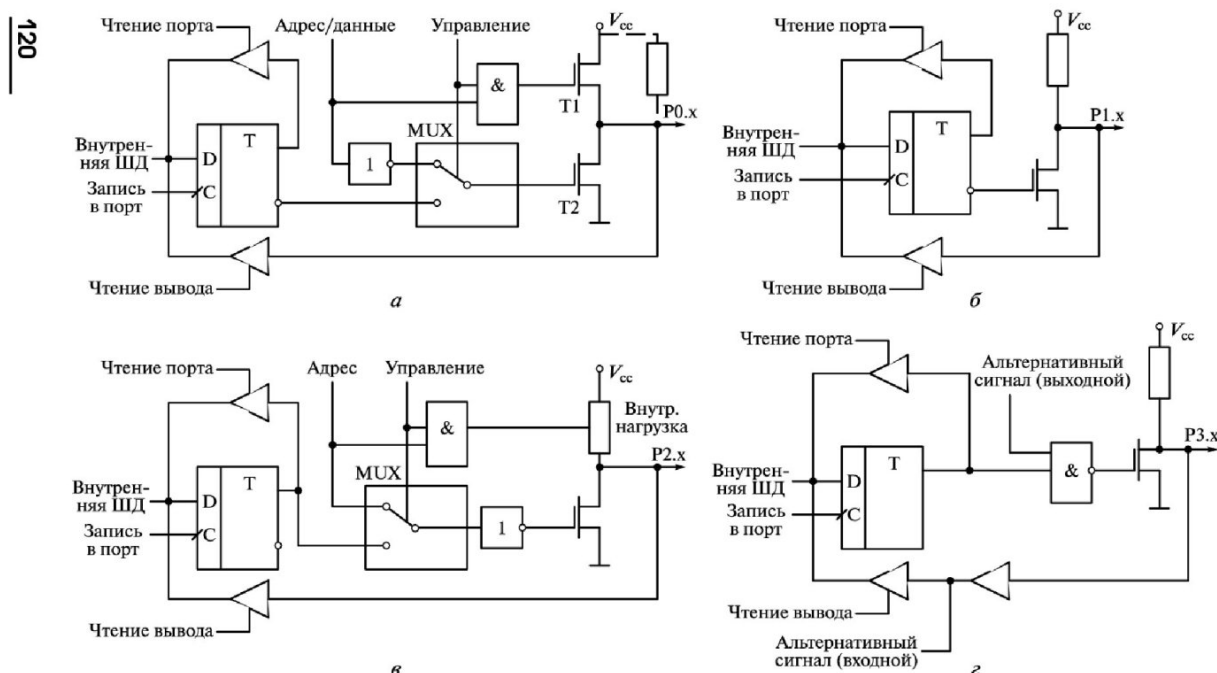 120
Чтение порта
Адрес/данные
Управление
Vcc
&
T1
P0.x
MUX
Внутрен-
няя ШД
D
T
1
Запись
в порт
C
T2
Чтение вывода
а
Чтение порта
Vcc
Внутрен-
няя ШД
D
T
P1.x
Запись
в порт
C
Чтение вывода
б
Чтение порта
Адрес
Управление
Vcc
&
Внутр.
нагрузка
P2.x
MUX
Внутрен-
няя ШД
D
T
1
Запись
в порт
C
Чтение вывода
в
Чтение порта
Альтернативный
сигнал (выходной)
Vcc
P3.x
Внутрен-
няя ШД
D
T
&
Запись
в порт
C
Чтение вывода
Альтернативный
сигнал (входной)
г